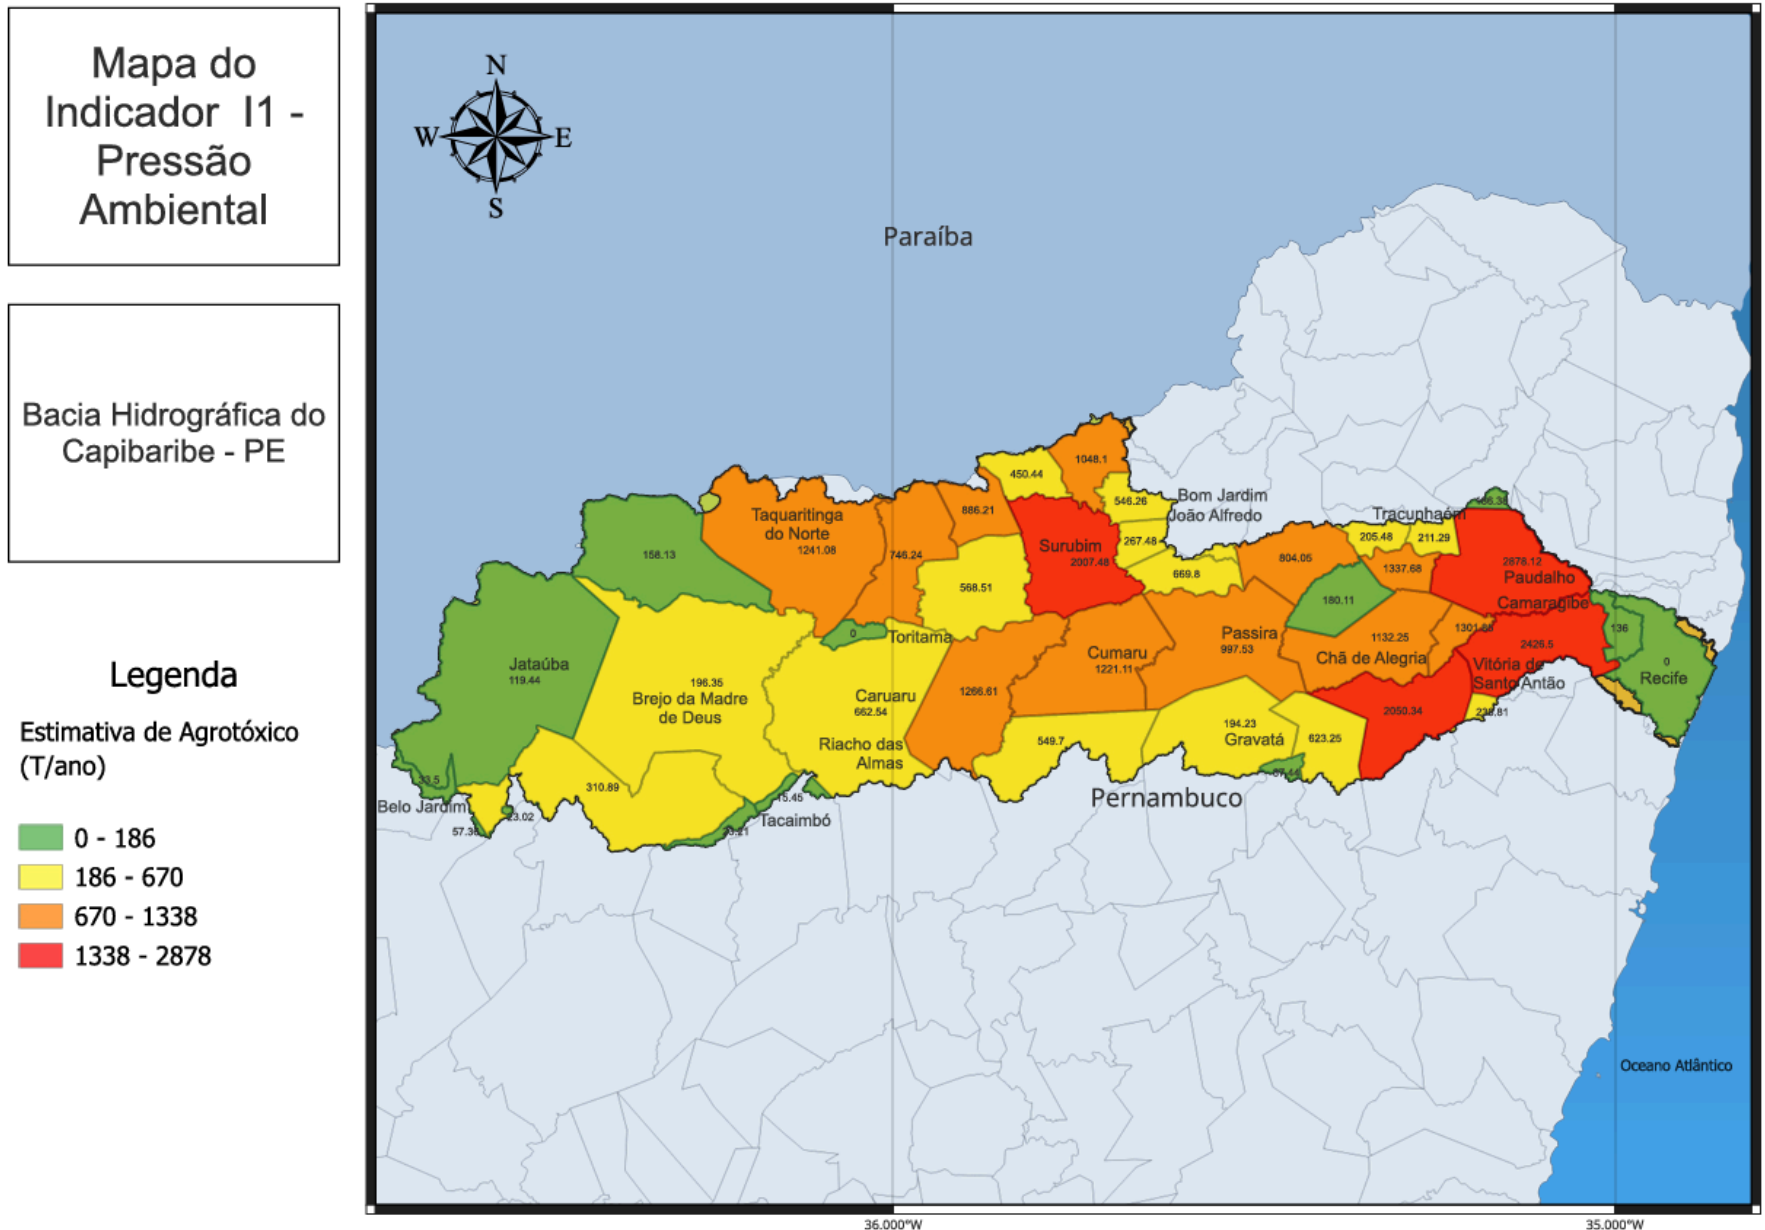 Mapa do
Indicador I1 -
Pressão
Ambiental
Bacia Hidrográfica do
Capibaribe - PE
Legenda
Estimativa de Agrotóxico
(T/ano)
0 - 186
186 - 670
670 - 1338
1338 - 2878
N
W E
S
Paraíba
1048.1
450.44
546.26
Bom Jardim
João Alfredo
886.21
Taquaritinga
do Norte
1241.08
746.24
158.13
Surubim
2007.48
267.48
669.8
568.51
Tracunhaém
205.48
211.29
804.05
1337.68
2878.12
Paudalho
Camaragibe
180.11
136
0
Recife
0
Toritama
Jataúba
119.44
196.35
Brejo da Madre
de Deus
Caruaru
662.54
Riacho das
Almas
1266.61
Cumaru
1221.11
Passira
997.53
1132.25
Chã de Alegria
2426.5
Vitória de
Santo Antão
2050.34
194.23
Gravatá
623.25
549.7
310.89
33.5
Belo Jardim
23.02
15.45
Tacaimbó
Pernambuco
Oceano Atlântico
36.000°W
35.000°W